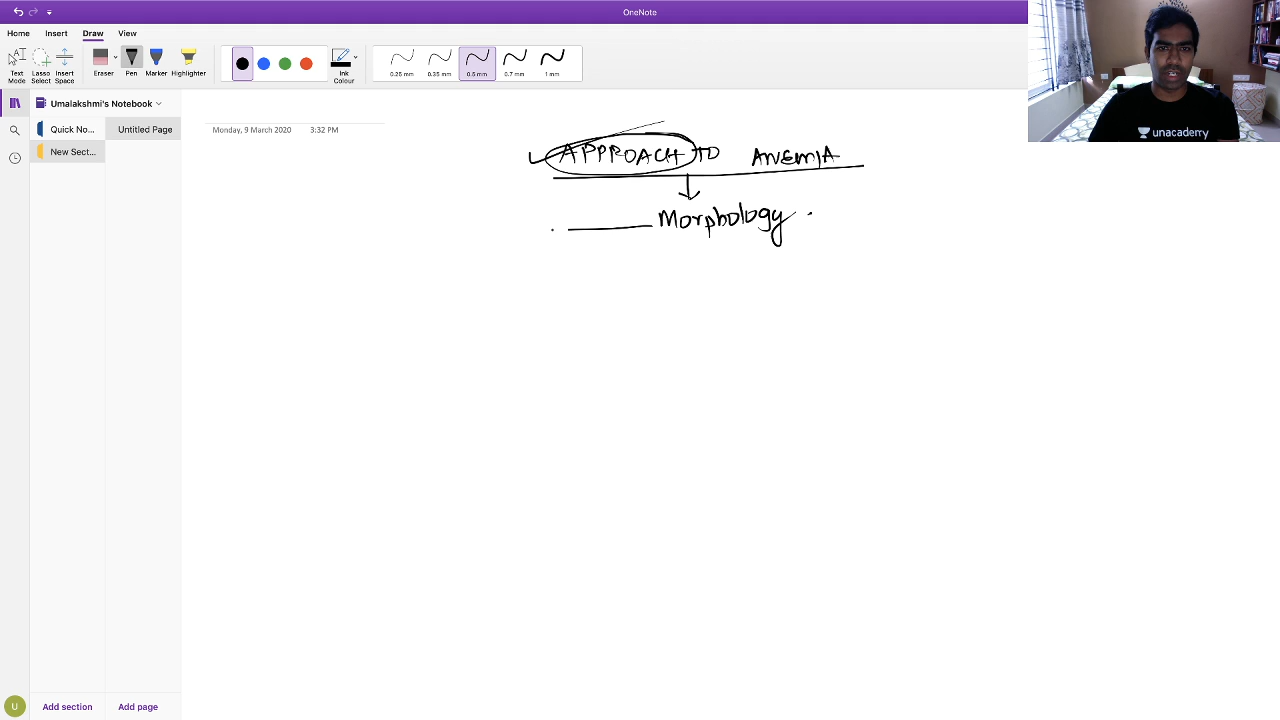 OneNote
Home Insert Draw View
Text Mode
Lasso Select
Insert Space
Eraser
Pen
Marker
Highlighter
Ink Colour
0.25 mm
0.35 mm
0.5 mm
0.7 mm
1 mm
Umalakshmi's Notebook
Quick No...
New Sect...
Untitled Page
Monday, 9 March 2020 3:32 PM
APPROACH TO ANEMIA
Morphology
unacademy
U
Add section
Add page